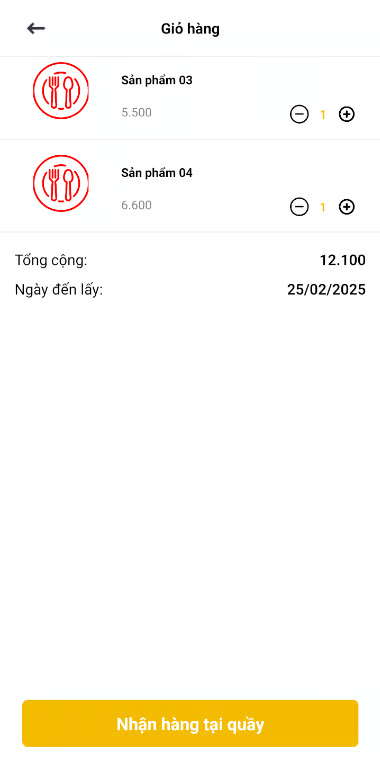 Giỏ hàng
Sản phẩm 03
5.500
1
Sản phẩm 04
6.600
1
Tổng cộng: 12.100
Ngày đến lấy: 25/02/2025
Nhận hàng tại quầy